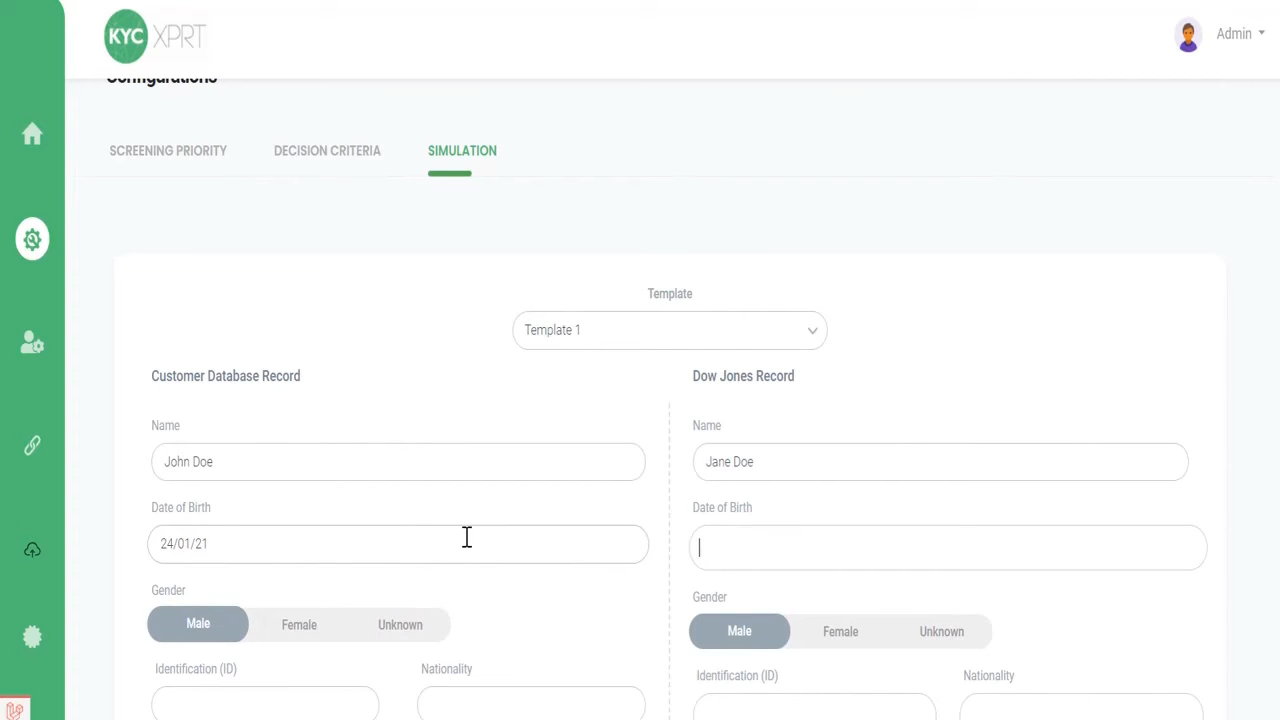 KYC XPRT
Admin
Configurations
SCREENING PRIORITY DECISION CRITERIA SIMULATION
Template
Template 1
Customer Database Record
Dow Jones Record
Name
John Doe
Name
Jane Doe
Date of Birth
24/01/21
Date of Birth
Gender
Male Female Unknown
Gender
Male Female Unknown
Identification (ID) Nationality
Identification (ID) Nationality